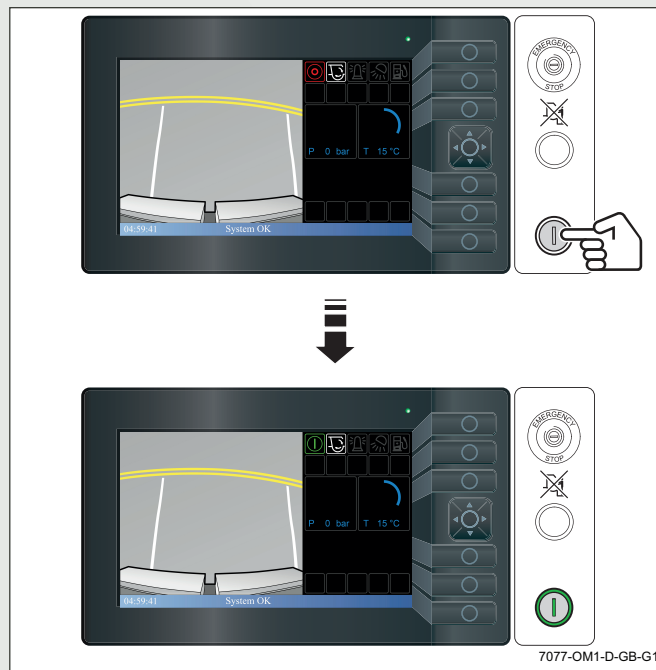 EMERGENCY
STOP
P 0 bar T 15 °C
04:59:41 System OK
EMERGENCY
STOP
P 0 bar T 15 °C
04:59:41 System OK
7077-OM1-D-GB-G1